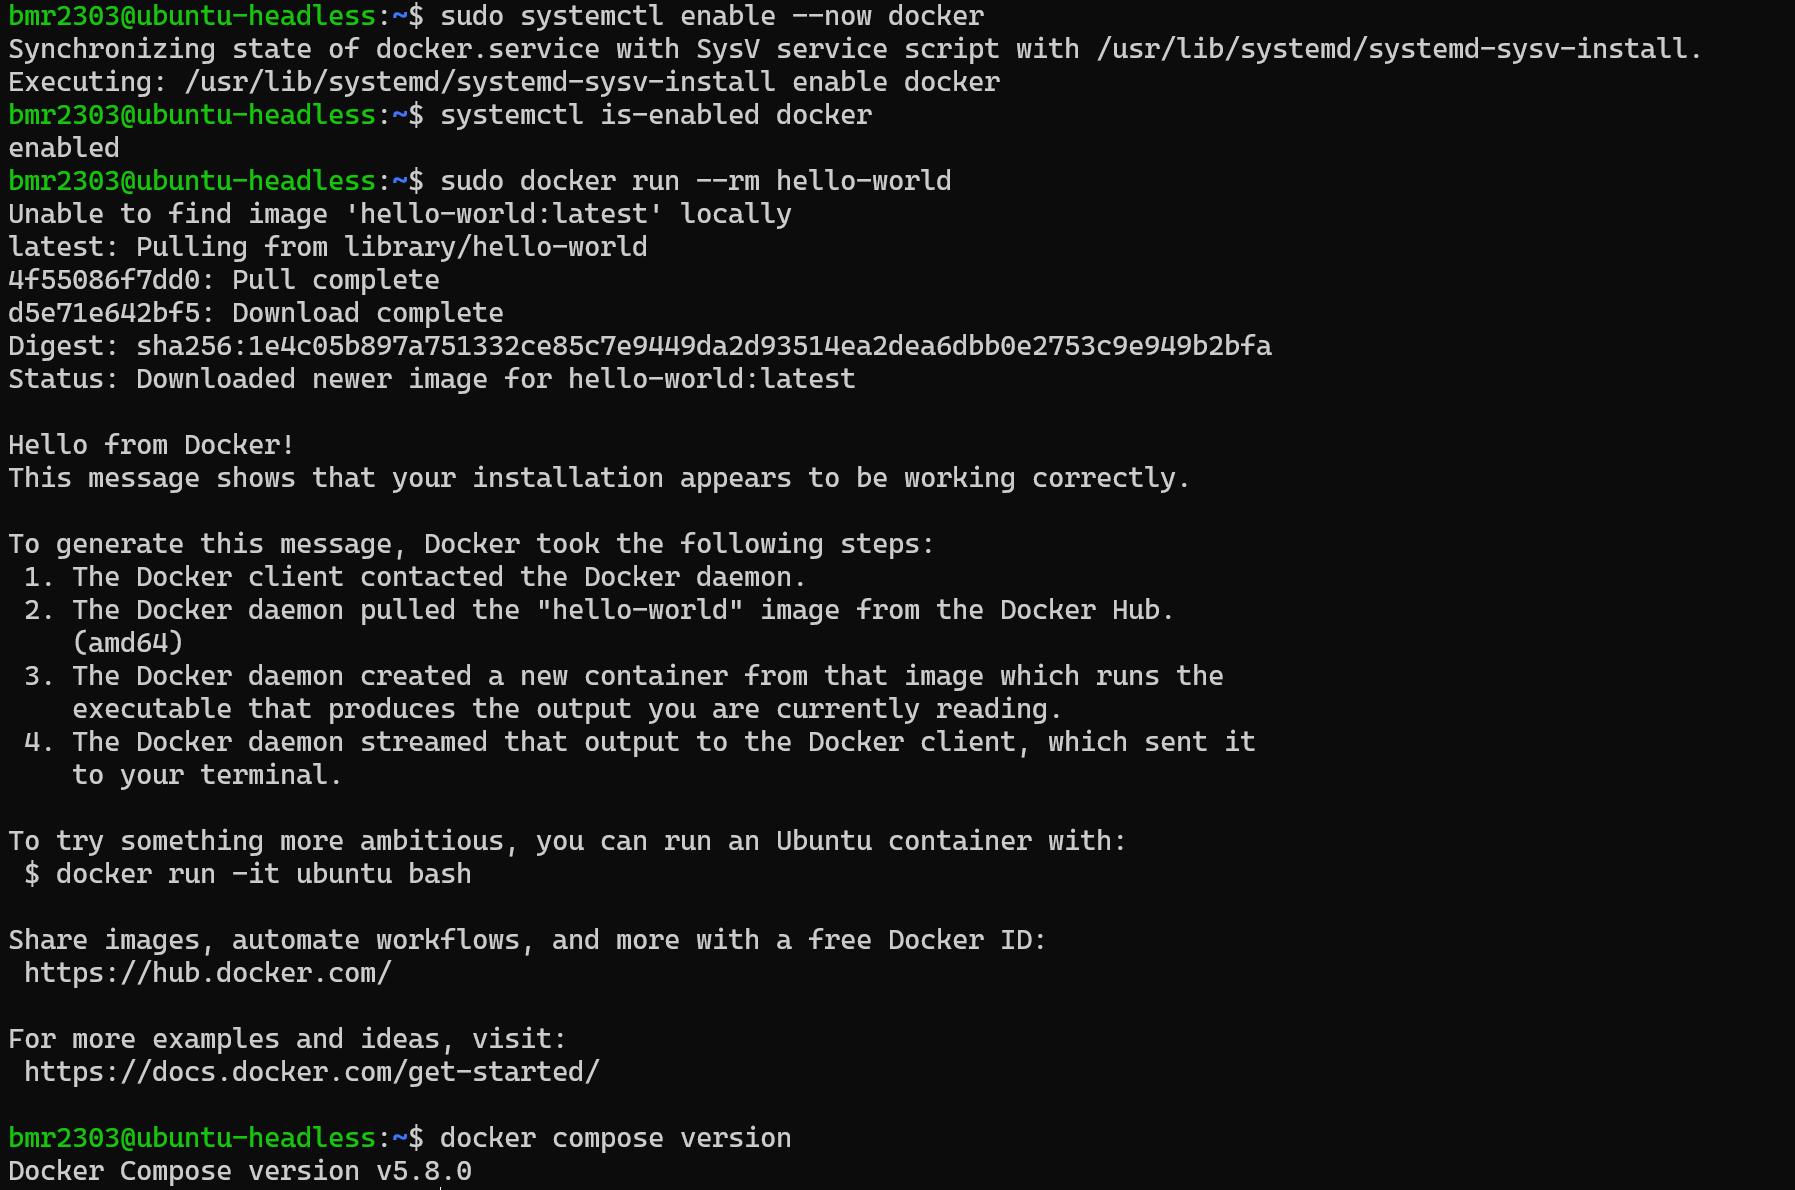 bmr2303@ubuntu-headless:~$ sudo systemctl enable --now docker
Synchronizing state of docker.service with SysV service script with /usr/lib/systemd/systemd-sysv-install.
Executing: /usr/lib/systemd/systemd-sysv-install enable docker
bmr2303@ubuntu-headless:~$ systemctl is-enabled docker
enabled
bmr2303@ubuntu-headless:~$ sudo docker run --rm hello-world
Unable to find image 'hello-world:latest' locally
latest: Pulling from library/hello-world
4f55086f7dd0: Pull complete
d5e71e642bf5: Download complete
Digest: sha256:1e4c05b897a751332ce85c7e9449da2d93514ea2dea6dbb0e2753c9e949b2bfa
Status: Downloaded newer image for hello-world:latest

Hello from Docker!
This message shows that your installation appears to be working correctly.

To generate this message, Docker took the following steps:
 1. The Docker client contacted the Docker daemon.
 2. The Docker daemon pulled the "hello-world" image from the Docker Hub.
    (amd64)
 3. The Docker daemon created a new container from that image which runs the
    executable that produces the output you are currently reading.
 4. The Docker daemon streamed that output to the Docker client, which sent it
    to your terminal.

To try something more ambitious, you can run an Ubuntu container with:
 $ docker run -it ubuntu bash

Share images, automate workflows, and more with a free Docker ID:
 https://hub.docker.com/

For more examples and ideas, visit:
 https://docs.docker.com/get-started/

bmr2303@ubuntu-headless:~$ docker compose version
Docker Compose version v5.8.0